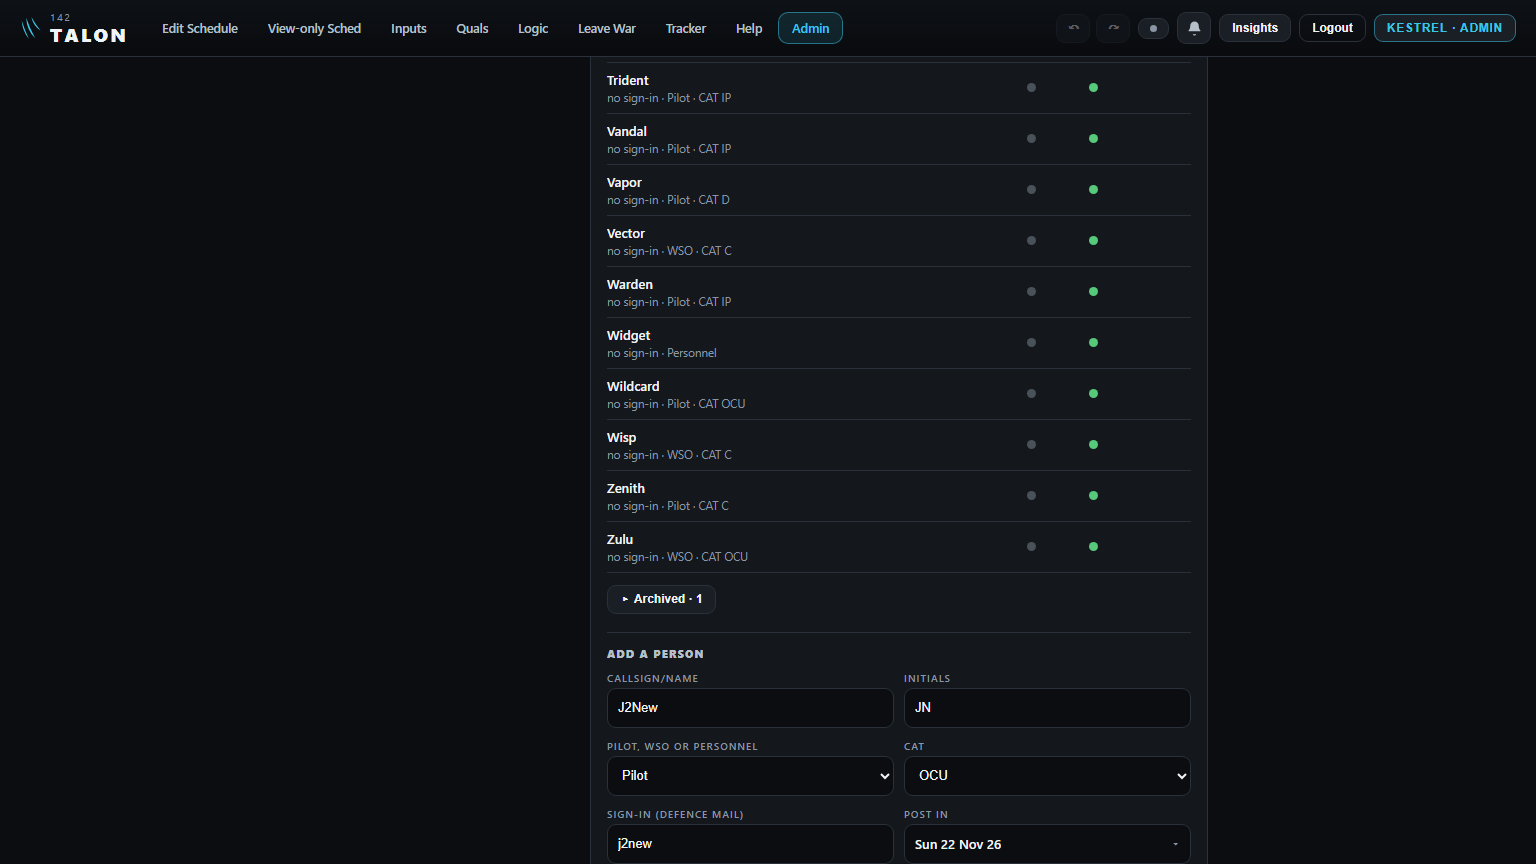 142
TALON
Edit Schedule
View-only Sched
Inputs
Quals
Logic
Leave War
Tracker
Help
Admin
Insights
Logout
KESTREL · ADMIN
Trident
no sign-in · Pilot · CAT IP
Vandal
no sign-in · Pilot · CAT IP
Vapor
no sign-in · Pilot · CAT D
Vector
no sign-in · WSO · CAT C
Warden
no sign-in · Pilot · CAT IP
Widget
no sign-in · Personnel
Wildcard
no sign-in · Pilot · CAT OCU
Wisp
no sign-in · WSO · CAT C
Zenith
no sign-in · Pilot · CAT C
Zulu
no sign-in · WSO · CAT OCU
Archived · 1
ADD A PERSON
CALLSIGN/NAME
INITIALS
J2New
JN
PILOT, WSO OR PERSONNEL
CAT
Pilot
OCU
SIGN-IN (DEFENCE MAIL)
POST IN
j2new
Sun 22 Nov 26